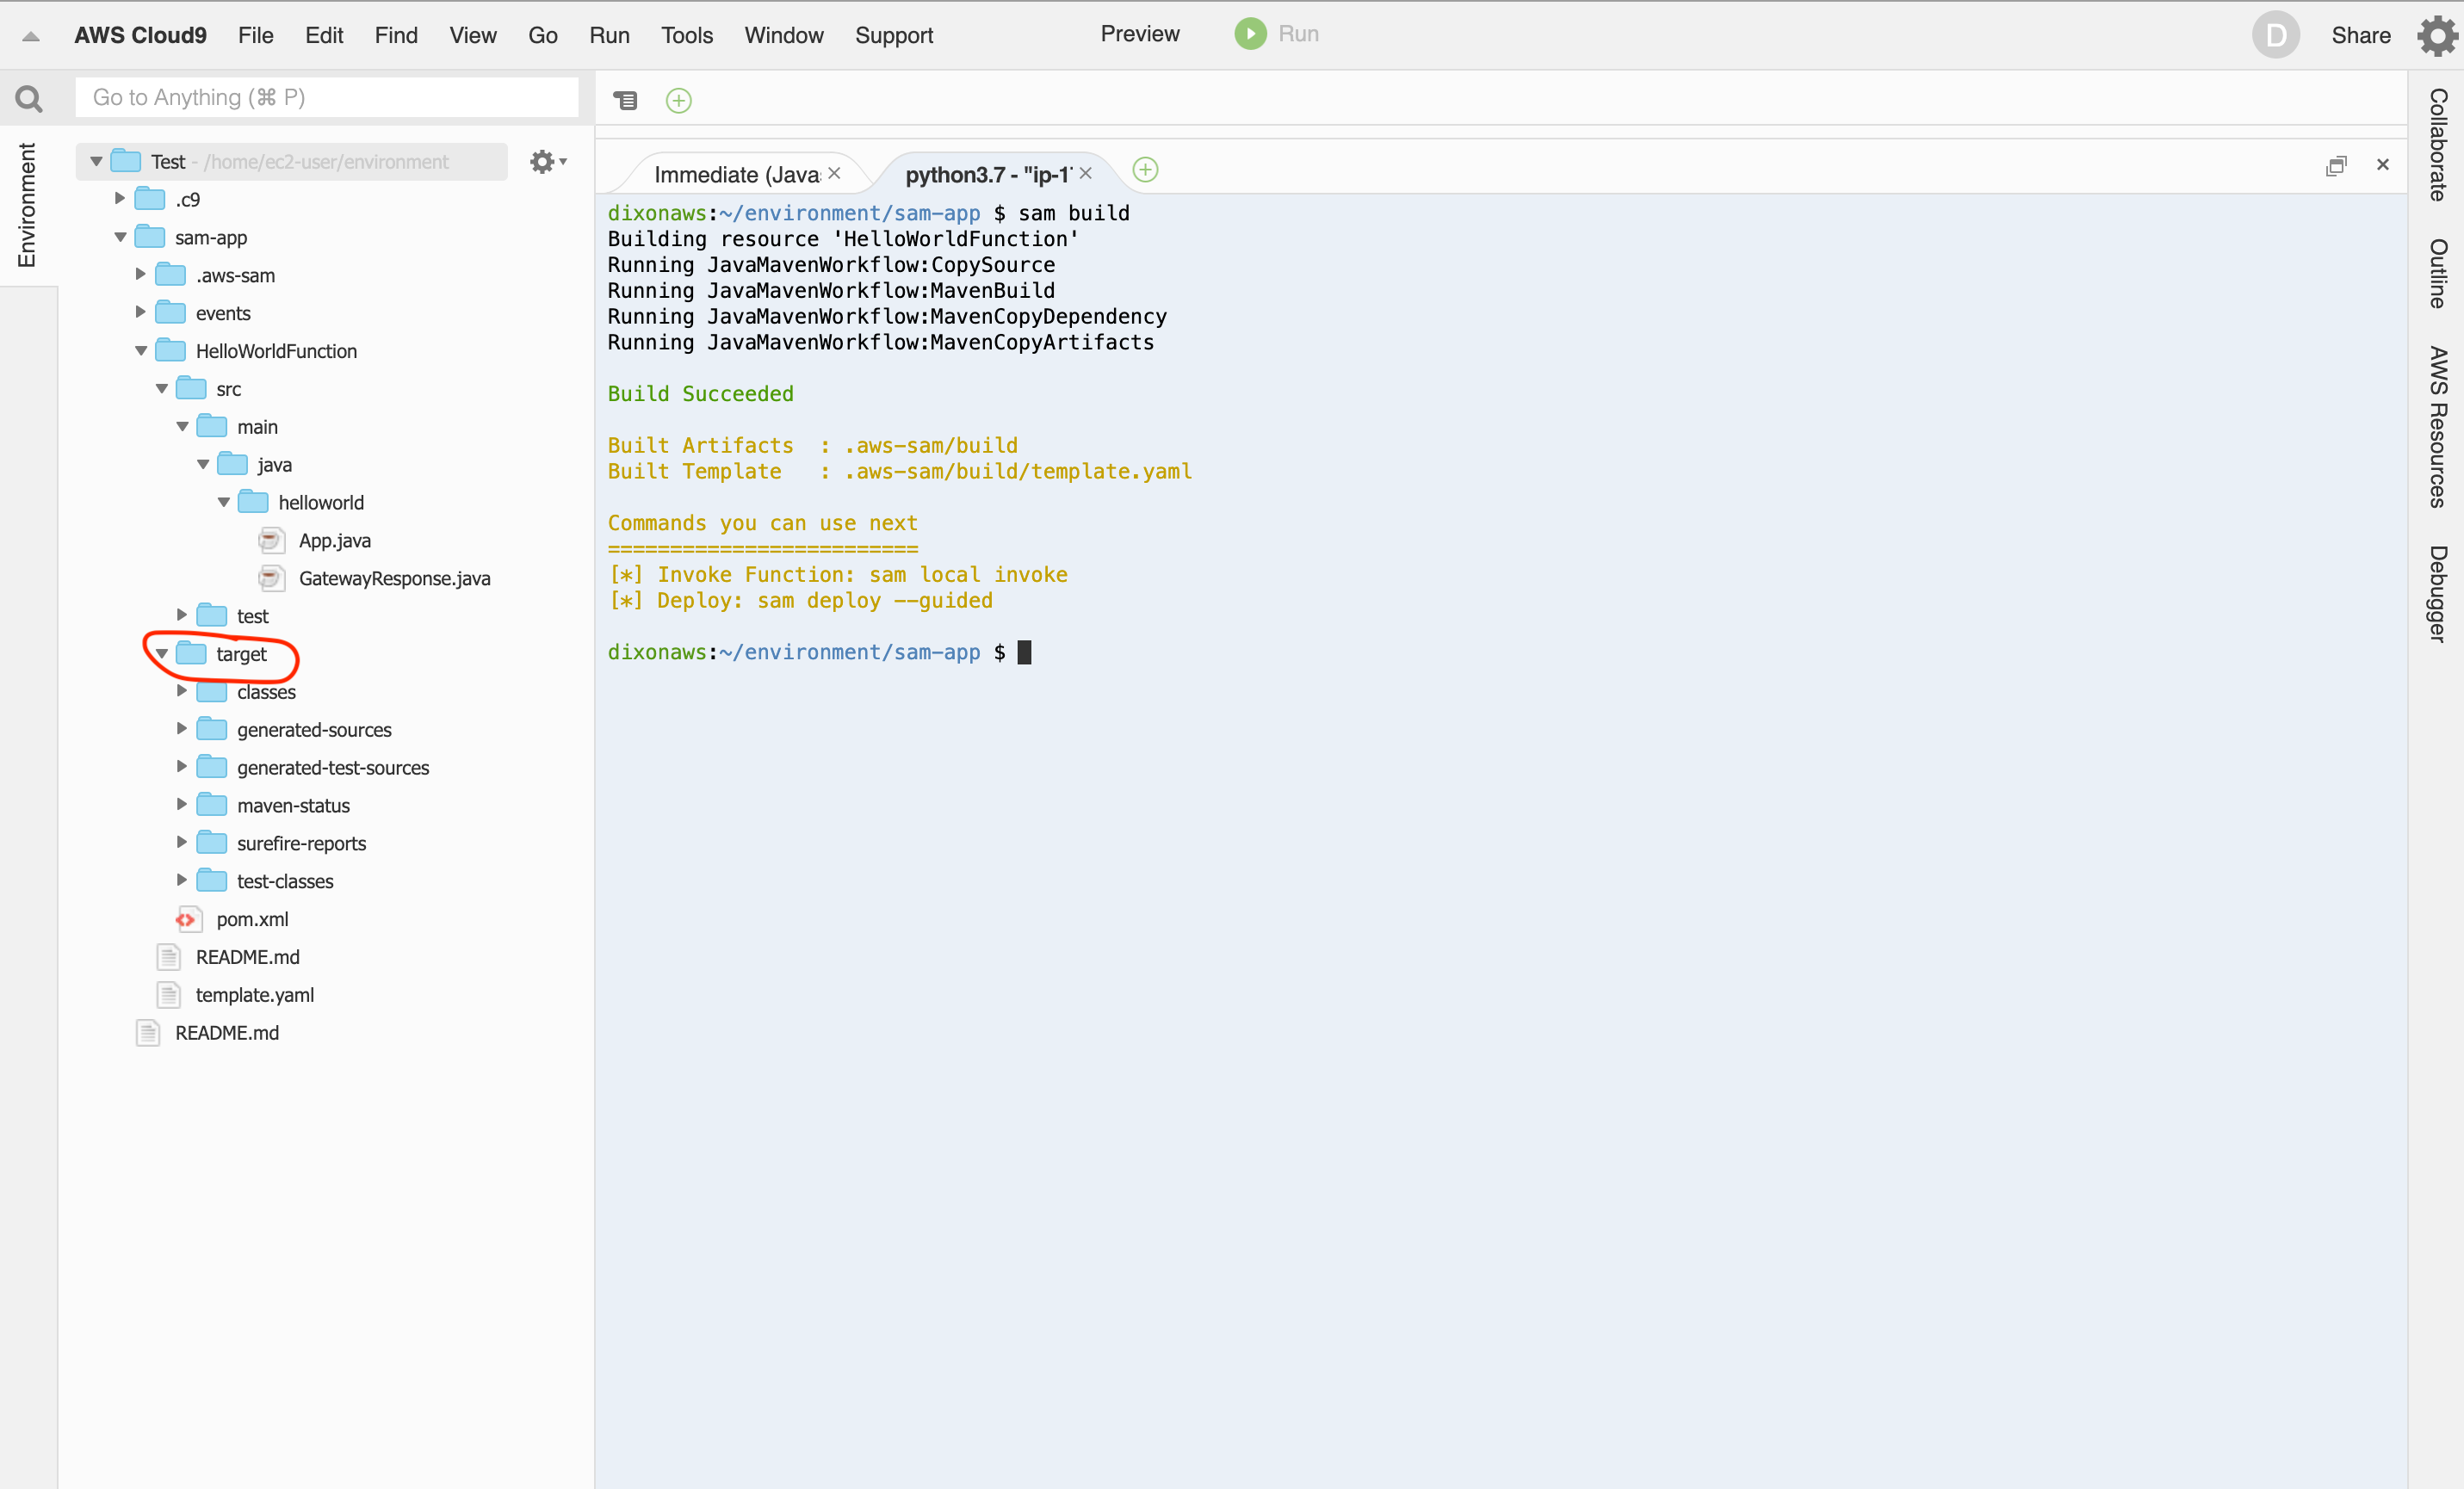 AWS Cloud9 File Edit Find View Go Run Tools Window Support Preview Run D Share
Go to Anything (⌘ P)
Environment
Test - /home/ec2-user/environment
.c9
sam-app
.aws-sam
events
HelloWorldFunction
src
main
java
helloworld
App.java
GatewayResponse.java
test
target
classes
generated-sources
generated-test-sources
maven-status
surefire-reports
test-classes
pom.xml
README.md
template.yaml
README.md
Immediate (Java
python3.7 - "ip-1
dixonaws:~/environment/sam-app $ sam build
Building resource 'HelloWorldFunction'
Running JavaMavenWorkflow:CopySource
Running JavaMavenWorkflow:MavenBuild
Running JavaMavenWorkflow:MavenCopyDependency
Running JavaMavenWorkflow:MavenCopyArtifacts
Build Succeeded
Built Artifacts  : .aws-sam/build
Built Template   : .aws-sam/build/template.yaml
Commands you can use next
=========================
[*] Invoke Function: sam local invoke
[*] Deploy: sam deploy --guided
dixonaws:~/environment/sam-app $
Collaborate
Outline
AWS Resources
Debugger